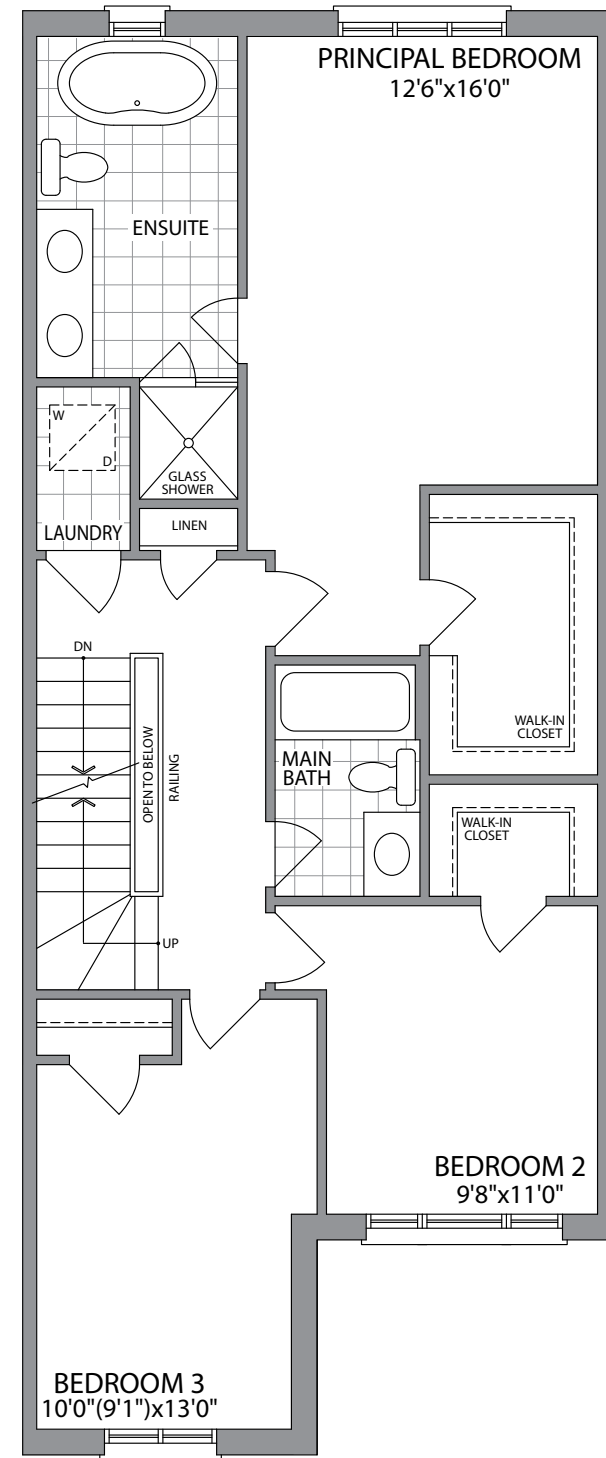 PRINCIPAL BEDROOM
12'6"x16'0"
ENSUITE
W
D
GLASS
SHOWER
LAUNDRY
LINEN
DN
OPEN TO BELOW
RAILING
UP
MAIN
BATH
WALK-IN
CLOSET
WALK-IN
CLOSET
BEDROOM 2
9'8"x11'0"
BEDROOM 3
10'0"(9'1")x13'0"